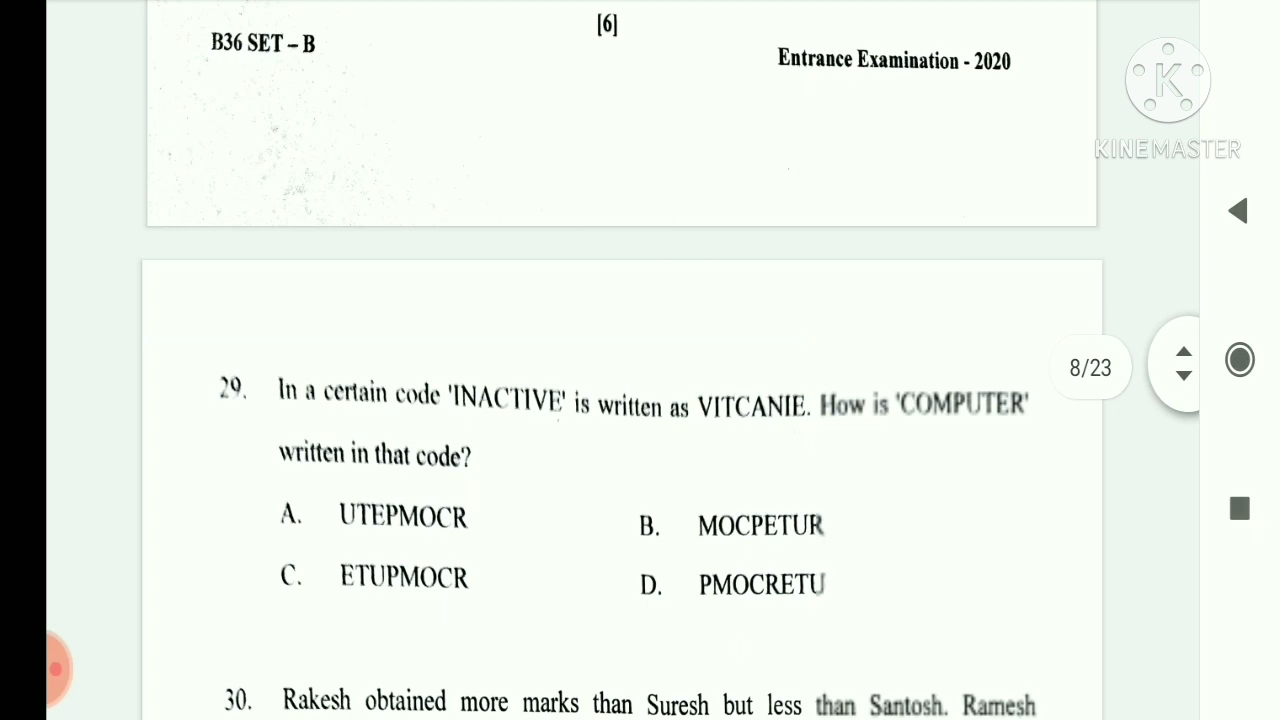 [6]
B36 SET – B
Entrance Examination - 2020
KINEMASTER
8/23
29. In a certain code 'INACTIVE' is written as VITCANIE. How is 'COMPUTER'
written in that code?
A. UTEPMOCR B. MOCPETUR
C. ETUPMOCR D. PMOCRETU
30. Rakesh obtained more marks than Suresh but less than Santosh. Ramesh